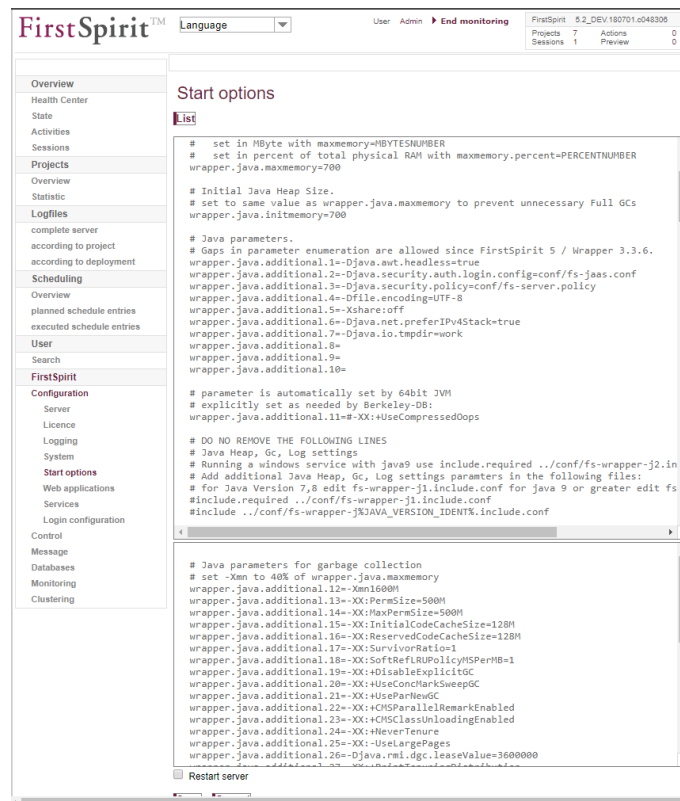 FirstSpirit™
Language
User Admin End monitoring
FirstSpirit 5.2_DEV.180701.c048306
Projects 7 Actions 0
Sessions 1 Preview 0
Overview
Health Center
State
Activities
Sessions
Projects
Overview
Statistic
Logfiles
complete server
according to project
according to deployment
Scheduling
Overview
planned schedule entries
executed schedule entries
User
Search
FirstSpirit
Configuration
Server
Licence
Logging
System
Start options
Web applications
Services
Login configuration
Control
Message
Databases
Monitoring
Clustering
Start options
List
#   set in MByte with maxmemory=MBYTESNUMBER
#   set in percent of total physical RAM with maxmemory.percent=PERCENTNUMBER
wrapper.java.maxmemory=700
# Initial Java Heap Size.
# set to same value as wrapper.java.maxmemory to prevent unnecessary Full GCs
wrapper.java.initmemory=700
# Java parameters.
# Gaps in parameter enumeration are allowed since FirstSpirit 5 / Wrapper 3.3.6.
wrapper.java.additional.1=-Djava.awt.headless=true
wrapper.java.additional.2=-Djava.security.auth.login.config=conf/fs-jaas.conf
wrapper.java.additional.3=-Djava.security.policy=conf/fs-server.policy
wrapper.java.additional.4=-Dfile.encoding=UTF-8
wrapper.java.additional.5=-Xshare:off
wrapper.java.additional.6=-Djava.net.preferIPv4Stack=true
wrapper.java.additional.7=-Djava.io.tmpdir=work
wrapper.java.additional.8=
wrapper.java.additional.9=
wrapper.java.additional.10=
# parameter is automatically set by 64bit JVM
# explicitly set as needed by Berkeley-DB:
wrapper.java.additional.11=#-XX:+UseCompressedOops
# DO NO REMOVE THE FOLLOWING LINES
# Java Heap, Gc, Log settings
# Running a windows service with java9 use include.required ../conf/fs-wrapper-j2.in
# Add additional Java Heap, Gc, Log settings paramters in the following files:
# for Java Version 7,8 edit fs-wrapper-j1.include.conf for java 9 or greater edit fs
#include.required ../conf/fs-wrapper-j1.include.conf
#include ../conf/fs-wrapper-j%JAVA_VERSION_IDENT%.include.conf
# Java parameters for garbage collection
# set -Xmn to 40% of wrapper.java.maxmemory
wrapper.java.additional.12=-Xmn1600M
wrapper.java.additional.13=-XX:PermSize=500M
wrapper.java.additional.14=-XX:MaxPermSize=500M
wrapper.java.additional.15=-XX:InitialCodeCacheSize=128M
wrapper.java.additional.16=-XX:ReservedCodeCacheSize=128M
wrapper.java.additional.17=-XX:SurvivorRatio=1
wrapper.java.additional.18=-XX:SoftRefLRUPolicyMSPerMB=1
wrapper.java.additional.19=-XX:+DisableExplicitGC
wrapper.java.additional.20=-XX:+UseConcMarkSweepGC
wrapper.java.additional.21=-XX:+UseParNewGC
wrapper.java.additional.22=-XX:+CMSParallelRemarkEnabled
wrapper.java.additional.23=-XX:+CMSClassUnloadingEnabled
wrapper.java.additional.24=-XX:+NeverTenure
wrapper.java.additional.25=-XX:-UseLargePages
wrapper.java.additional.26=-Djava.rmi.dgc.leaseValue=3600000
Restart server